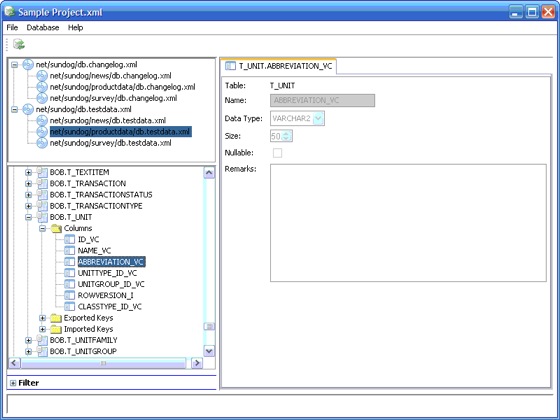 Sample Project.xml
File Database Help
net/sundog/db.changelog.xml
net/sundog/news/db.changelog.xml
net/sundog/productdata/db.changelog.xml
net/sundog/survey/db.changelog.xml
net/sundog/db.testdata.xml
net/sundog/news/db.testdata.xml
net/sundog/productdata/db.testdata.xml
net/sundog/survey/db.testdata.xml
BOB.T_TEXTITEM
BOB.T_TRANSACTION
BOB.T_TRANSACTIONSTATUS
BOB.T_TRANSACTIONTYPE
BOB.T_UNIT
Columns
ID_VC
NAME_VC
ABBREVIATION_VC
UNITTYPE_ID_VC
UNITGROUP_ID_VC
ROWVERSION_I
CLASSTYPE_ID_VC
Exported Keys
Imported Keys
BOB.T_UNITFAMILY
BOB.T_UNITGROUP
Filter
T_UNIT.ABBREVIATION_VC
Table: T_UNIT
Name: ABBREVIATION_VC
Data Type: VARCHAR2
Size: 50
Nullable:
Remarks: